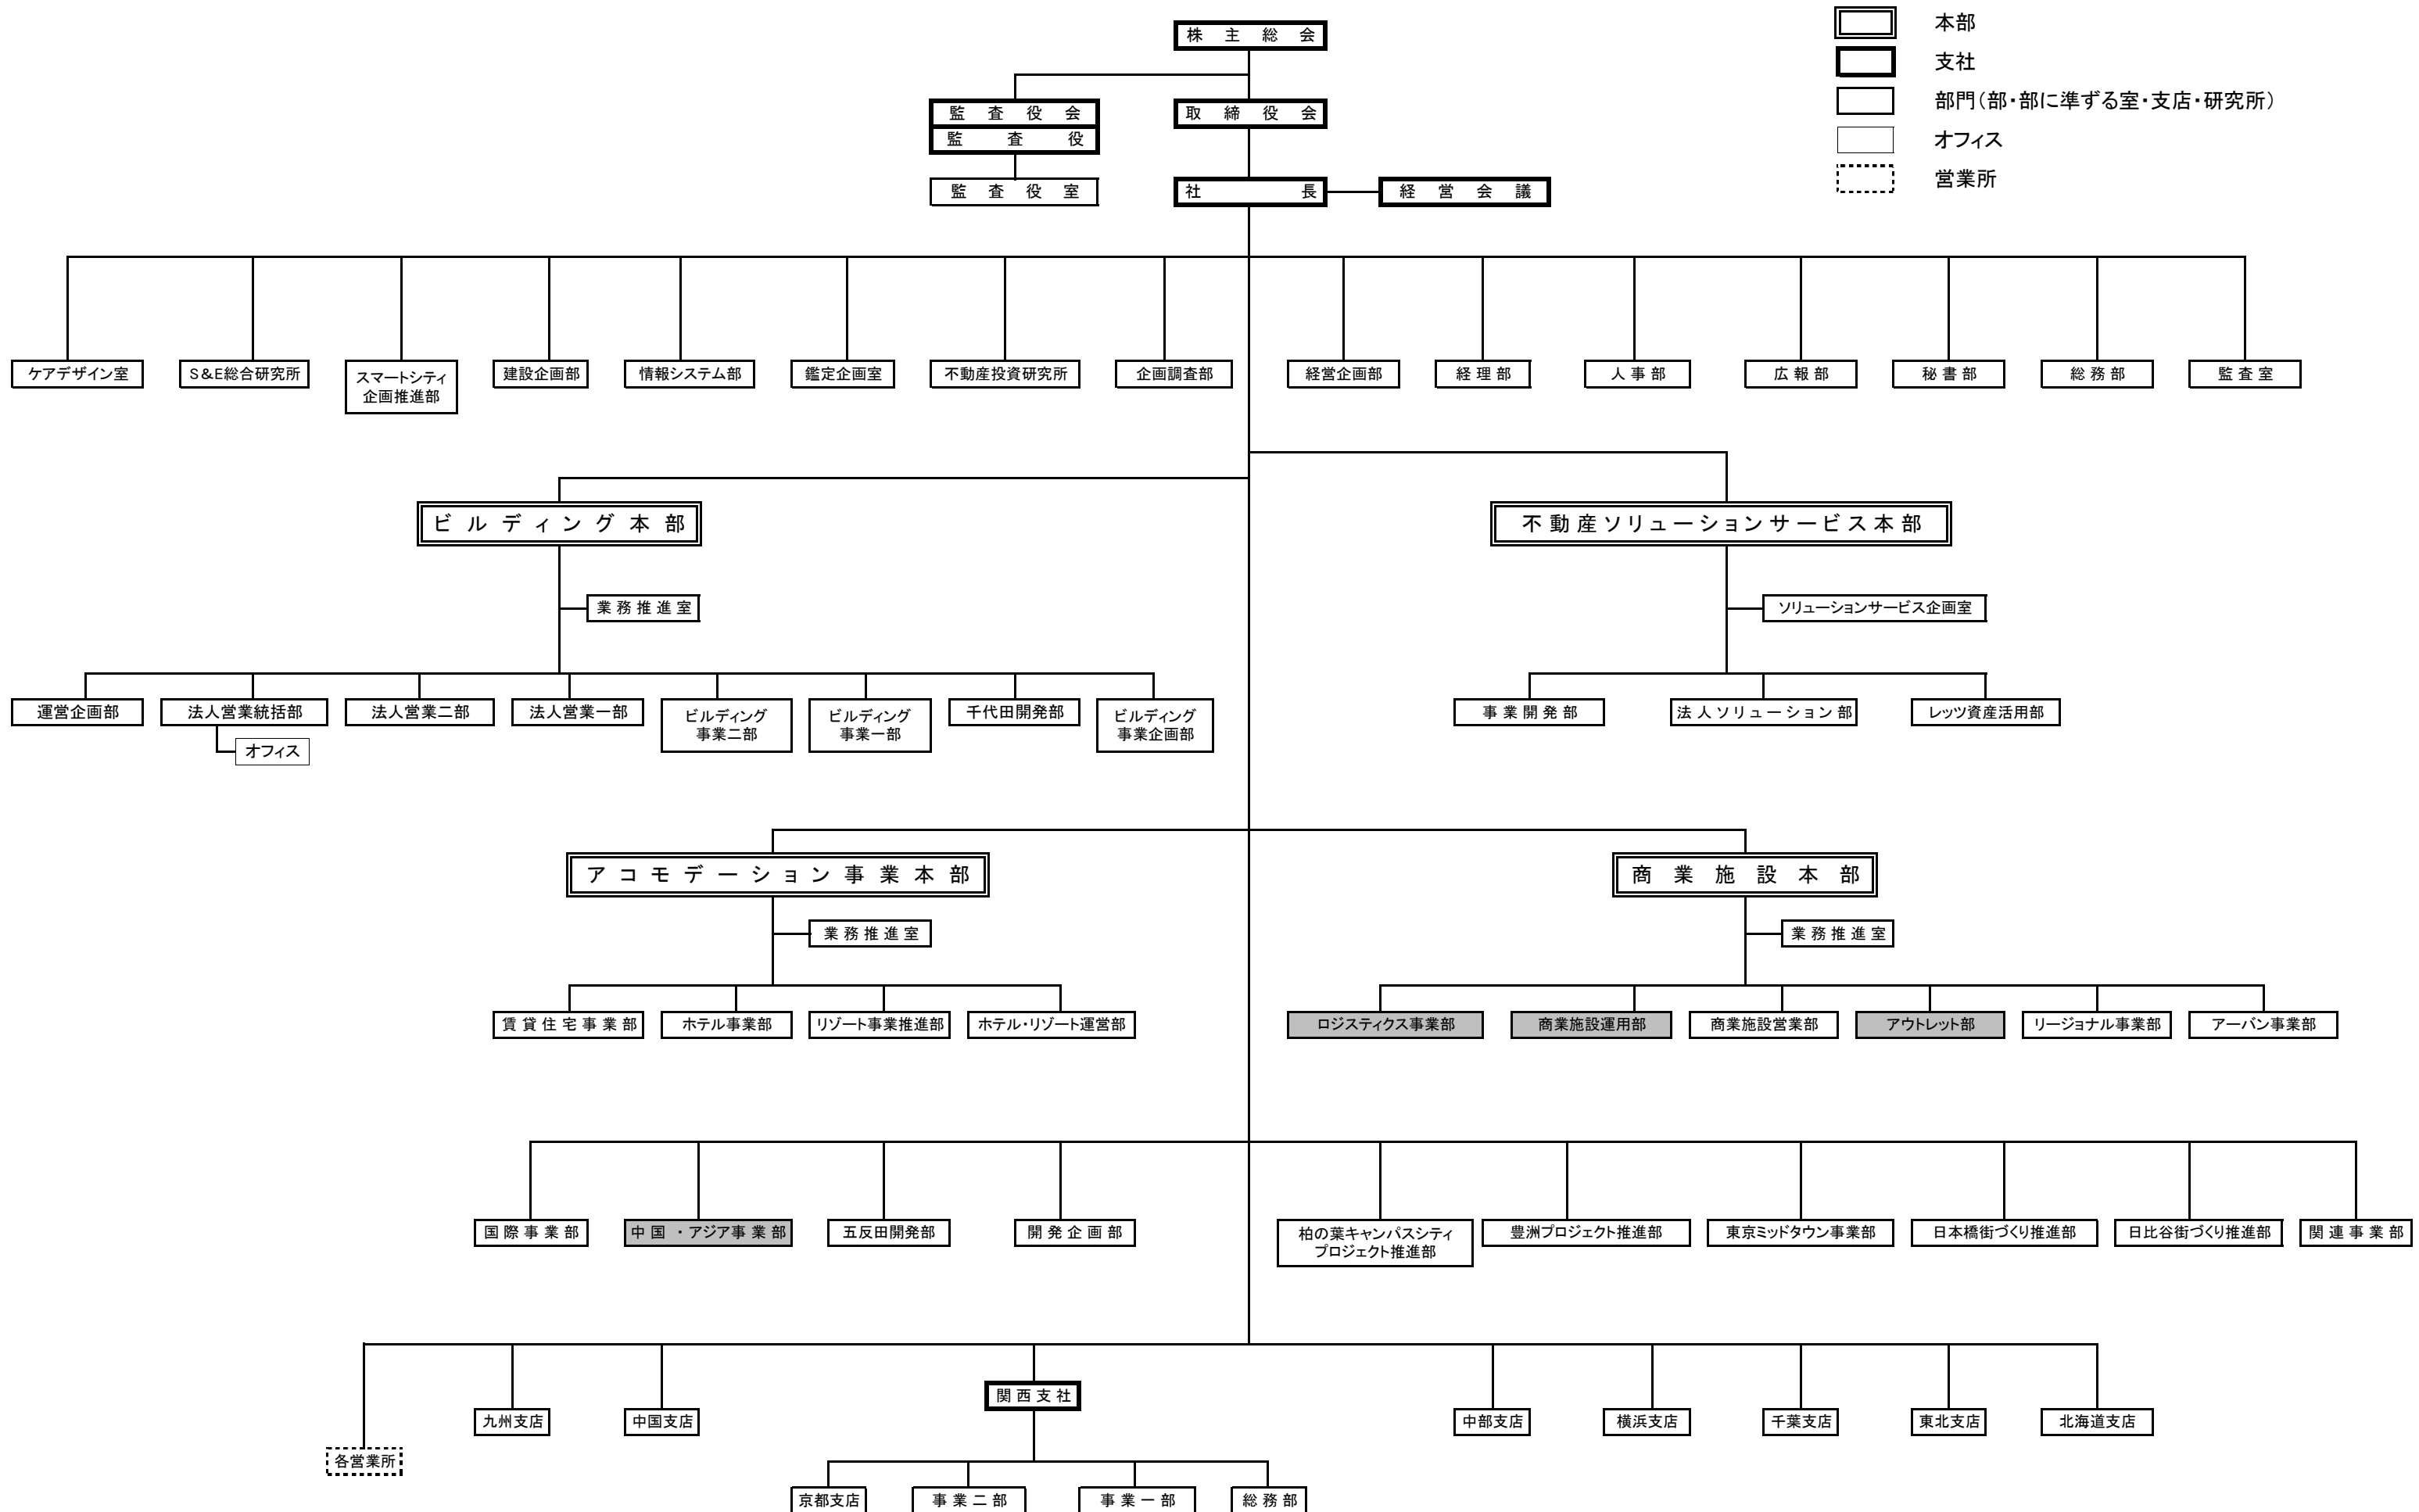 株主総会
本部
支社
監査役会
取締役会
部門（部・部に準ずる室・支店・研究所）
監査役
オフィス
監査役室
社長
経営会議
営業所
ケアデザイン室
S&E総合研究所
スマートシティ
企画推進部
建設企画部
情報システム部
鑑定企画室
不動産投資研究所
企画調査部
経営企画部
経理部
人事部
広報部
秘書部
総務部
監査室
ビルディング本部
不動産ソリューションサービス本部
業務推進室
ソリューションサービス企画室
運営企画部
法人営業統括部
法人営業二部
法人営業一部
ビルディング
事業二部
ビルディング
事業一部
千代田開発部
ビルディング
事業企画部
事業開発部
法人ソリューション部
レッツ資産活用部
オフィス
アコモデーション事業本部
商業施設本部
業務推進室
業務推進室
賃貸住宅事業部
ホテル事業部
リゾート事業推進部
ホテル・リゾート運営部
ロジスティクス事業部
商業施設運用部
商業施設営業部
アウトレット部
リージョナル事業部
アーバン事業部
国際事業部
中国・アジア事業部
五反田開発部
開発企画部
柏の葉キャンパスシティ
プロジェクト推進部
豊洲プロジェクト推進部
東京ミッドタウン事業部
日本橋街づくり推進部
日比谷街づくり推進部
関連事業部
関西支社
九州支店
中国支店
中部支店
横浜支店
千葉支店
東北支店
北海道支店
各営業所
京都支店
事業二部
事業一部
総務部